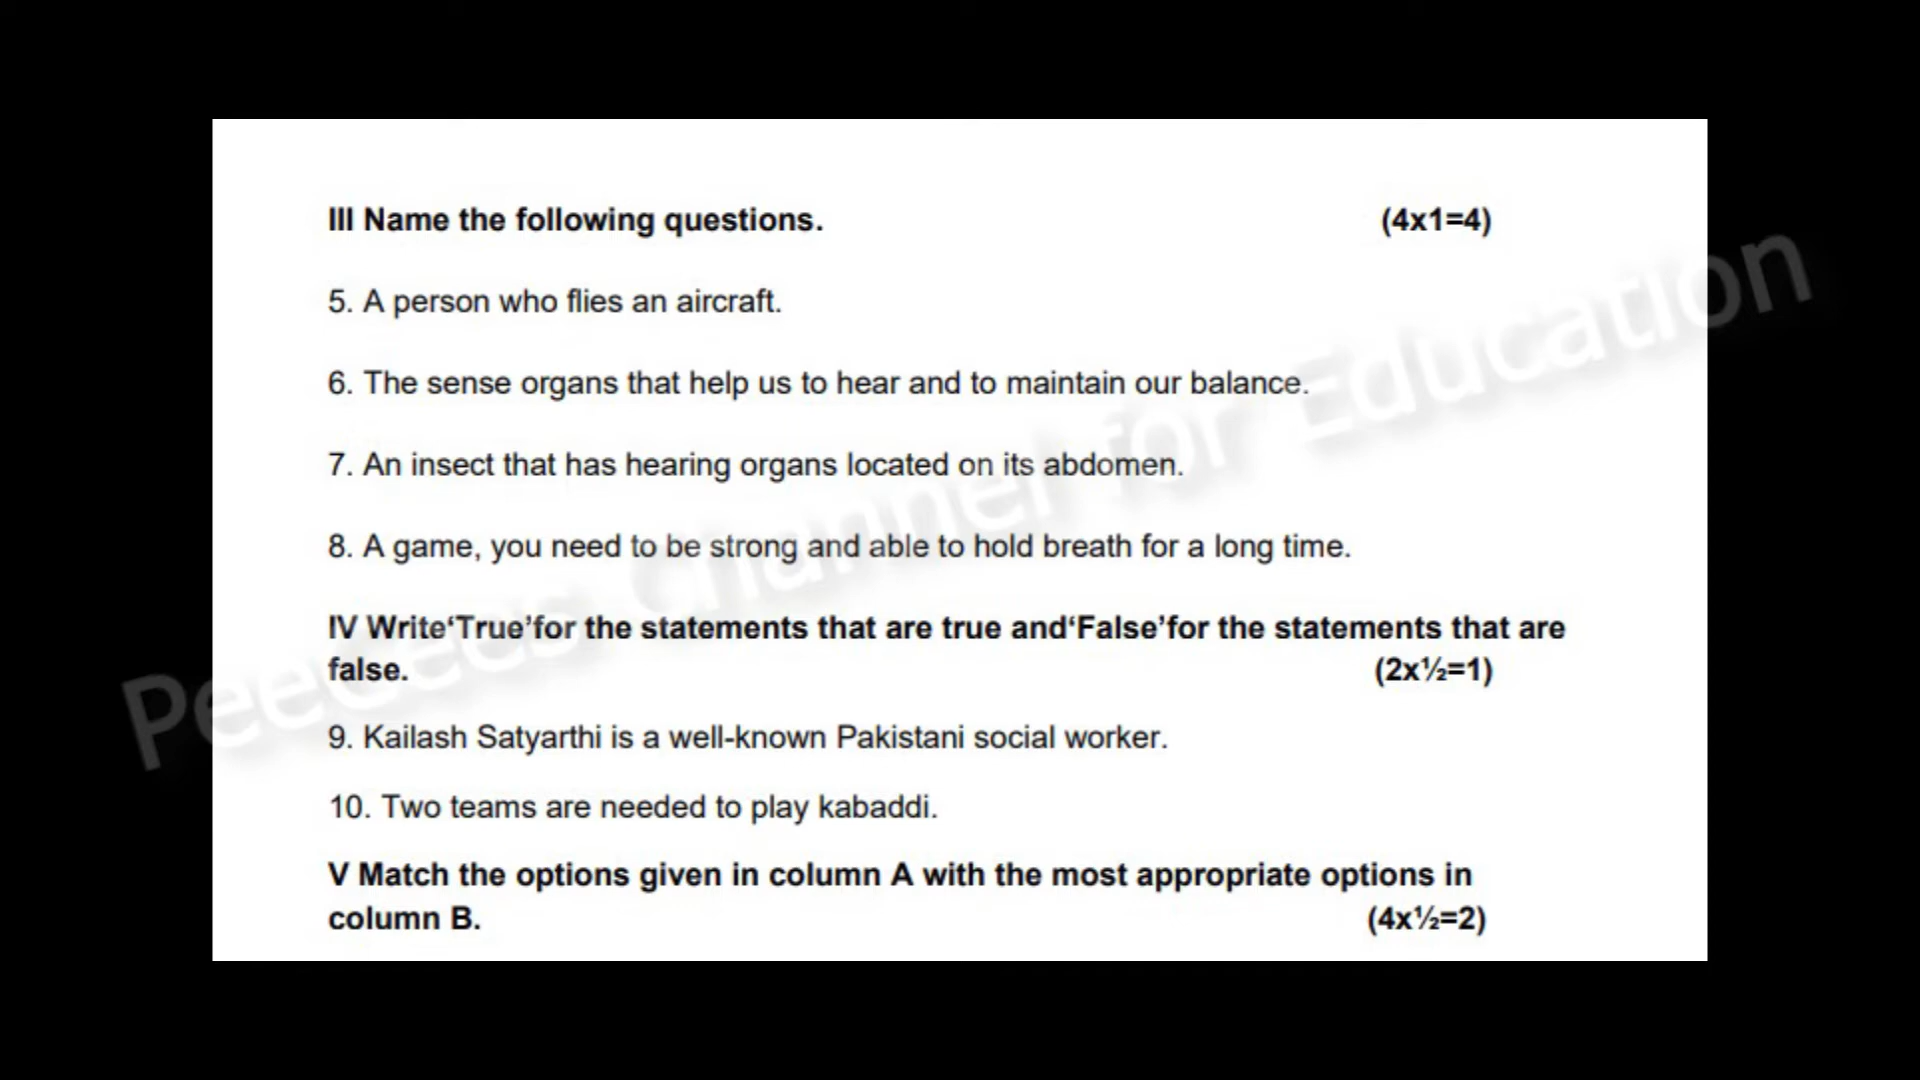 III Name the following questions. (4x1=4)
5. A person who flies an aircraft.
6. The sense organs that help us to hear and to maintain our balance.
7. An insect that has hearing organs located on its abdomen.
8. A game, you need to be strong and able to hold breath for a long time.
IV Write‘True’for the statements that are true and‘False’for the statements that are
false. (2x½=1)
9. Kailash Satyarthi is a well-known Pakistani social worker.
10. Two teams are needed to play kabaddi.
V Match the options given in column A with the most appropriate options in
column B. (4x½=2)
PeeCees Channel for Education